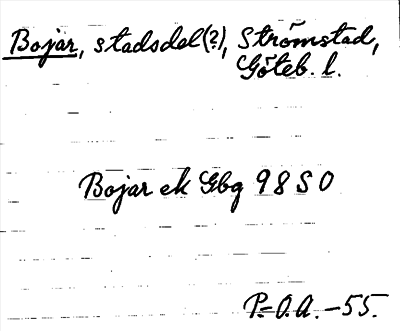 Bojar, stadsdel(?), Strömstad,
Göteb. l.
Bojar ek Gbg 98 S 0
P.-O.A. -55.